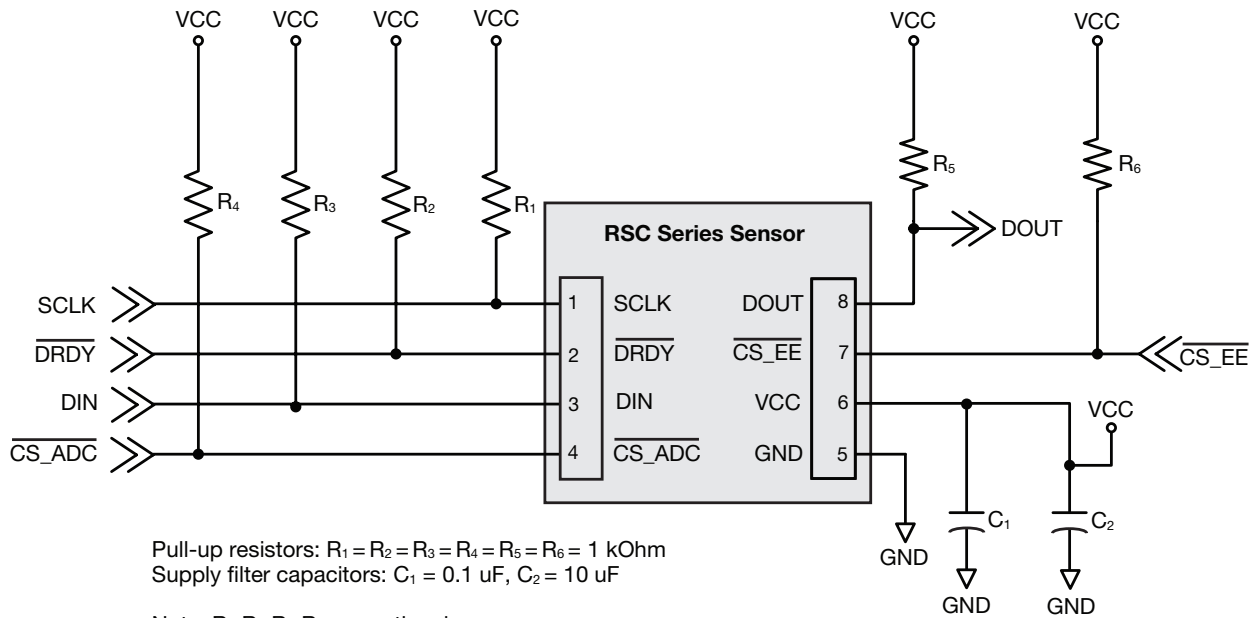 VCC VCC VCC VCC VCC VCC
R₄ R₃ R₂ R₁ R₅ R₆
RSC Series Sensor
DOUT
SCLK 1 SCLK DOUT 8
DRDY 2 DRDY CS_EE 7 CS_EE
DIN 3 DIN VCC 6 VCC
CS_ADC 4 CS_ADC GND 5
C₁ C₂
GND
Pull-up resistors: R₁ = R₂ = R₃ = R₄ = R₅ = R₆ = 1 kOhm
Supply filter capacitors: C₁ = 0.1 uF, C₂ = 10 uF
GND GND